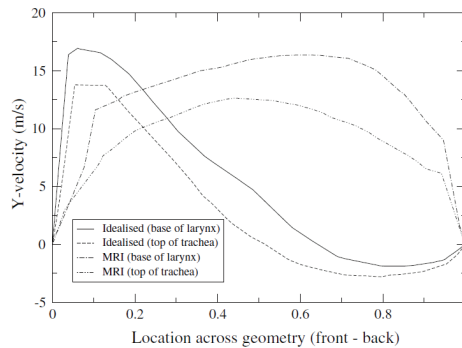 20
15
10
5
0
-5
Y-velocity (m/s)
Idealised (base of larynx)
Idealised (top of trachea)
MRI (base of larynx)
MRI (top of trachea)
0
0.2
0.4
0.6
0.8
Location across geometry (front - back)